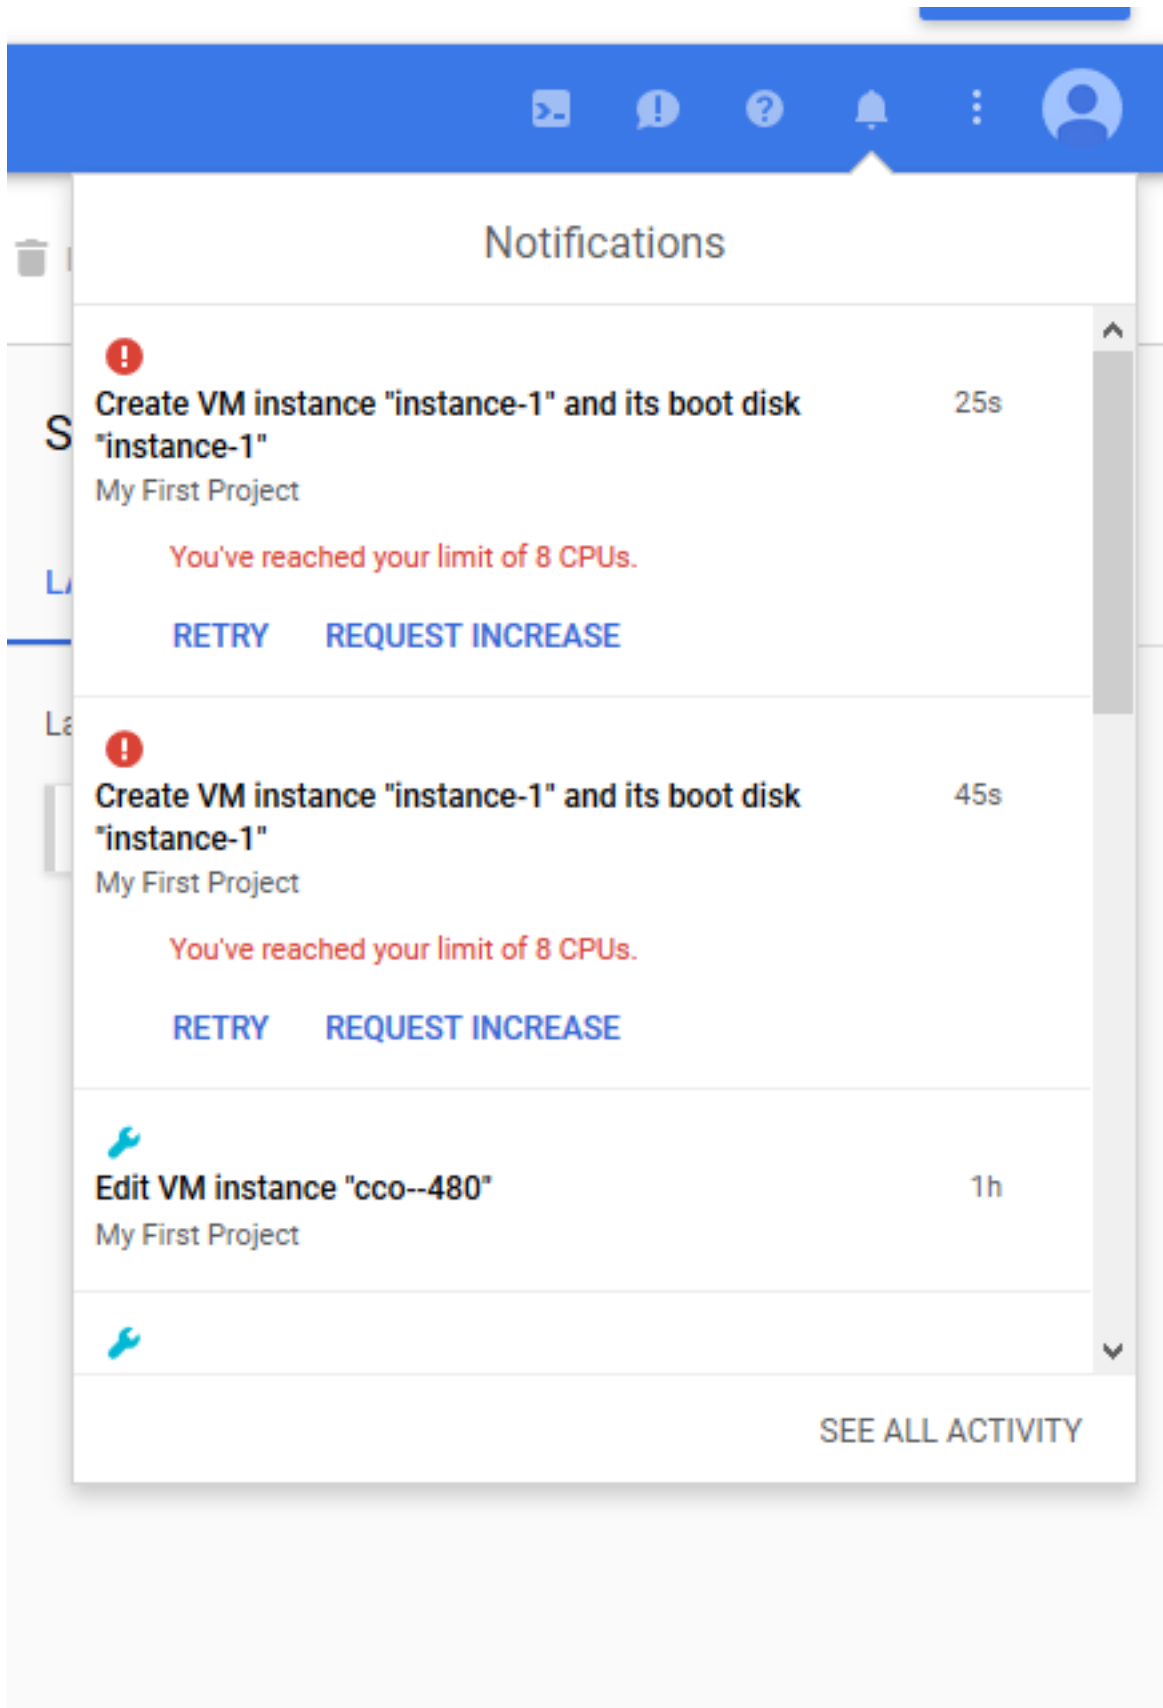 Notifications
Create VM instance "instance-1" and its boot disk
"instance-1"
25s
My First Project
You've reached your limit of 8 CPUs.
RETRY REQUEST INCREASE
Create VM instance "instance-1" and its boot disk
"instance-1"
45s
My First Project
You've reached your limit of 8 CPUs.
RETRY REQUEST INCREASE
Edit VM instance "cco--480"
1h
My First Project
SEE ALL ACTIVITY